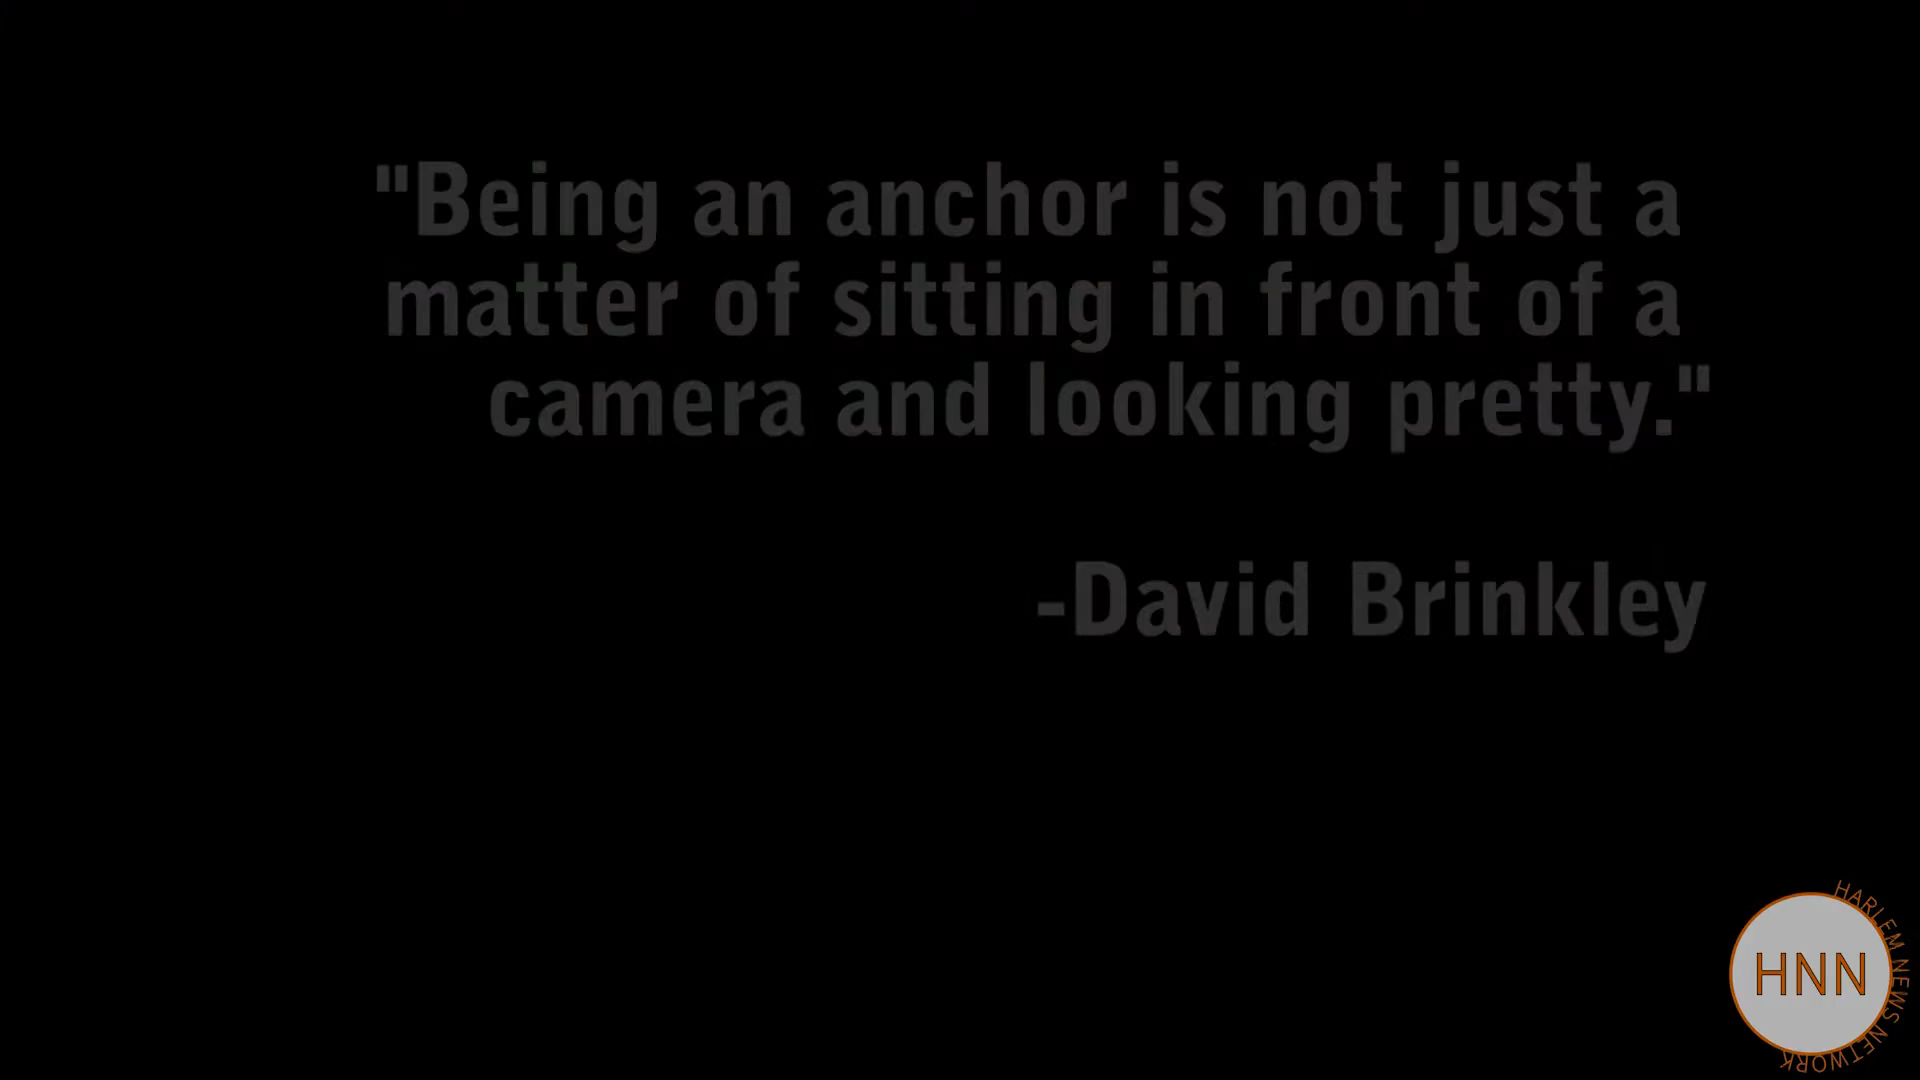 "Being an anchor is not just a
matter of sitting in front of a
camera and looking pretty."
-David Brinkley
HNN
HARLEM NEWS NETWORK